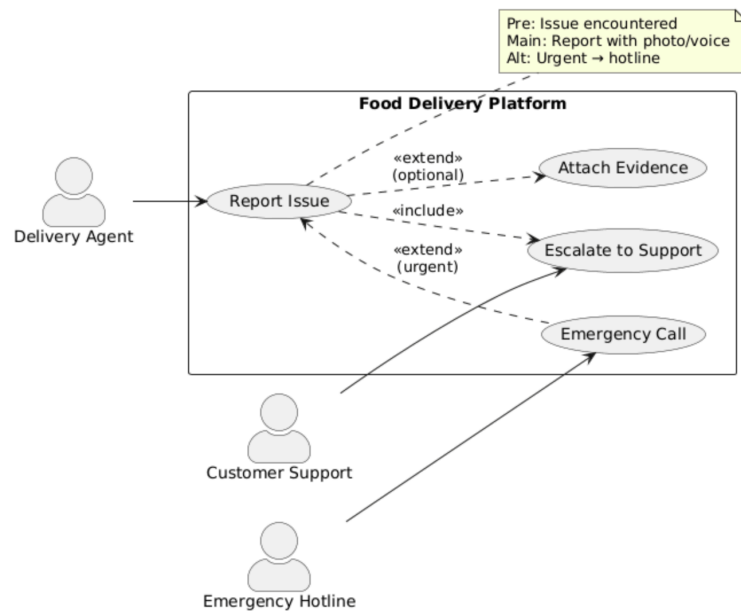 Pre: Issue encountered
Main: Report with photo/voice
Alt: Urgent → hotline
Food Delivery Platform
«extend»
(optional)
Attach Evidence
Report Issue
«include»
Delivery Agent
Escalate to Support
«extend»
(urgent)
Emergency Call
Customer Support
Emergency Hotline